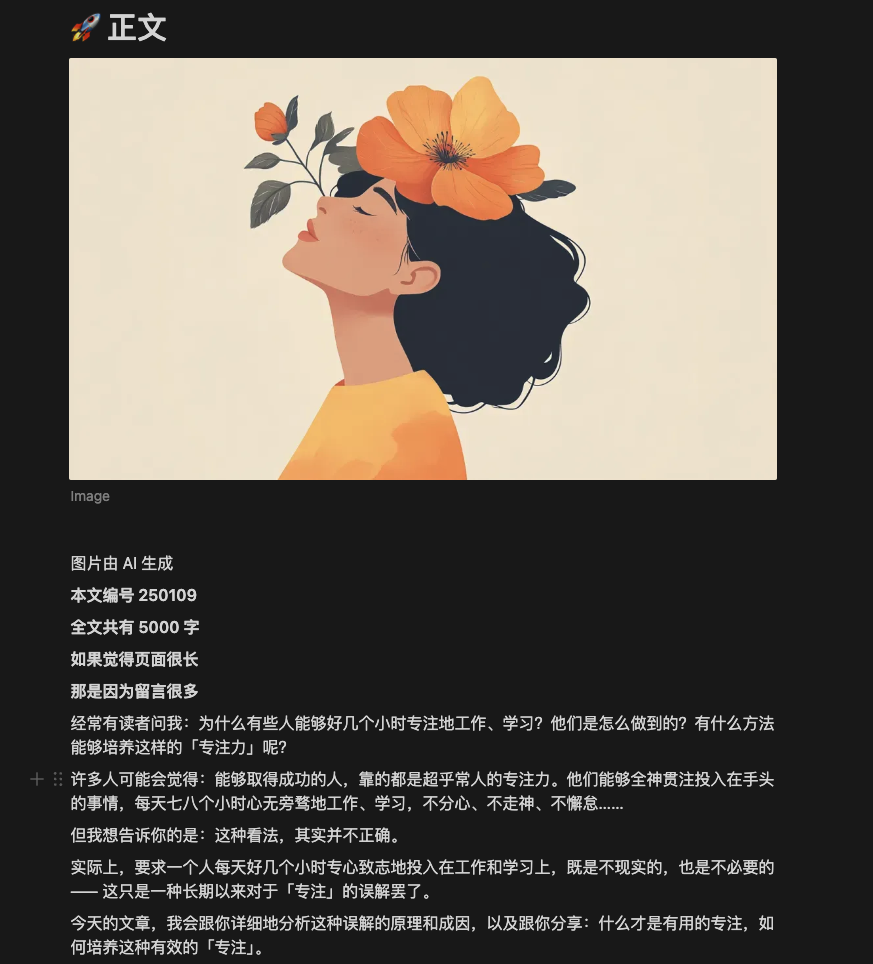 🚀 正文
Image
图片由 AI 生成
本文编号 250109
全文共有 5000 字
如果觉得页面很长
那是因为留言很多
经常有读者问我：为什么有些人能够好几个小时专注地工作、学习？他们是怎么做到的？有什么方法
能够培养这样的「专注力」呢？
许多人可能会觉得：能够取得成功的人，靠的都是超乎常人的专注力。他们能够全神贯注投入在手头
的事情，每天七八个小时心无旁骛地工作、学习，不分心、不走神、不懈怠……
但我想告诉你的是：这种看法，其实并不正确。
实际上，要求一个人每天好几个小时专心致志地投入在工作和学习上，既是不现实的，也是不必要的
—— 这只是一种长期以来对于「专注」的误解罢了。
今天的文章，我会跟你详细地分析这种误解的原理和成因，以及跟你分享：什么才是有用的专注，如
何培养这种有效的「专注」。